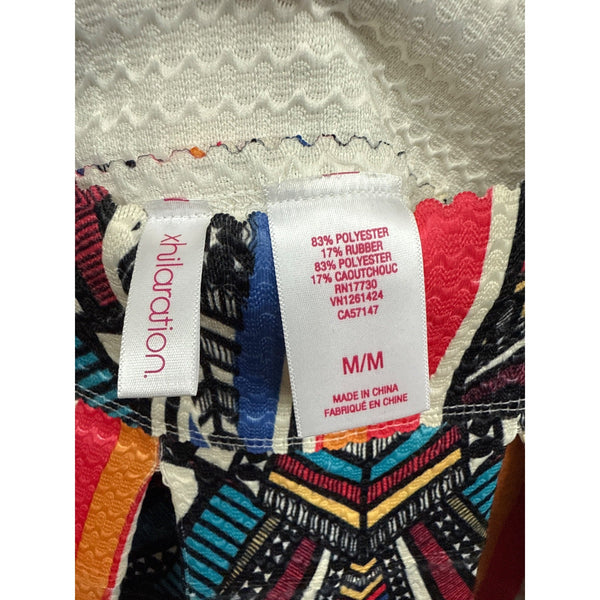 xhilaration.
83% POLYESTER
17% RUBBER
83% POLYESTER
17% CAOUTCHOUC
RN17730
VN1261424
CA57147
M/M
MADE IN CHINA
FABRIQUÉ EN CHINE